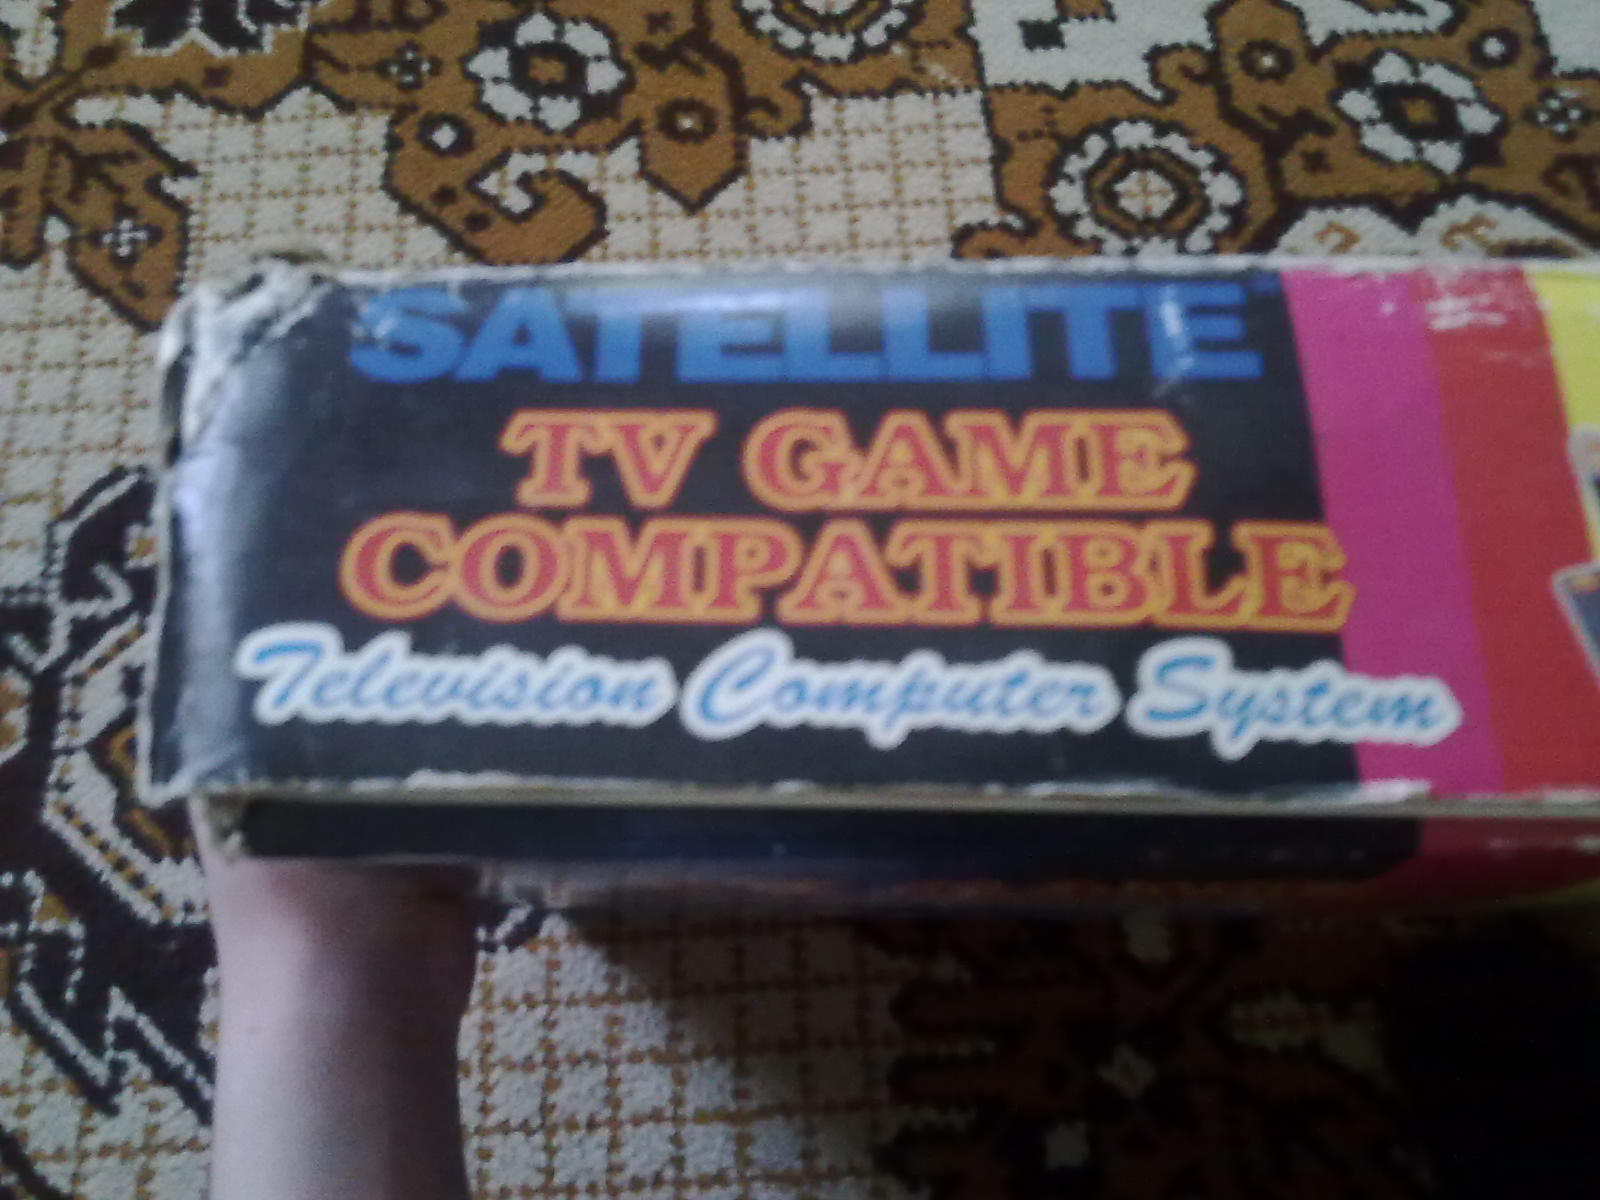 SATELLITE
TV GAME
COMPATIBLE
Television Computer System